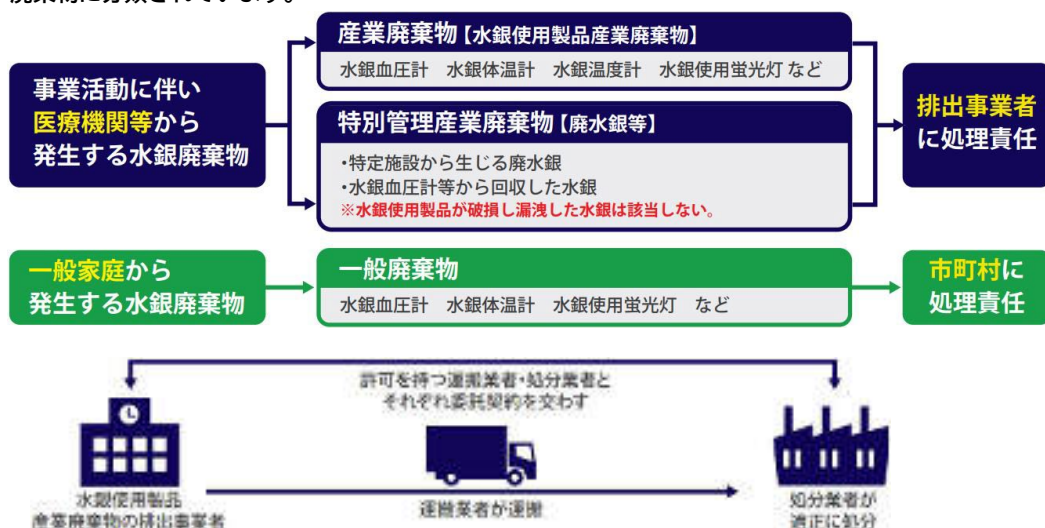 廃棄物に分類されています。
産業廃棄物【水銀使用製品産業廃棄物】
水銀血圧計 水銀体温計 水銀温度計 水銀使用蛍光灯 など
事業活動に伴い
医療機関等から
発生する水銀廃棄物
特別管理産業廃棄物【廃水銀等】
・特定施設から生じる廃水銀
・水銀血圧計等から回収した水銀
※水銀使用製品が破損し漏洩した水銀は該当しない。
排出事業者
に処理責任
一般家庭から
発生する水銀廃棄物
一般廃棄物
水銀血圧計 水銀体温計 水銀使用蛍光灯 など
市町村に
処理責任
許可を持つ運搬業者・処分業者と
それぞれ委託契約を交わす
水銀使用製品
産業廃棄物の排出事業者
運搬業者が運搬
処分業者が
適正に処分